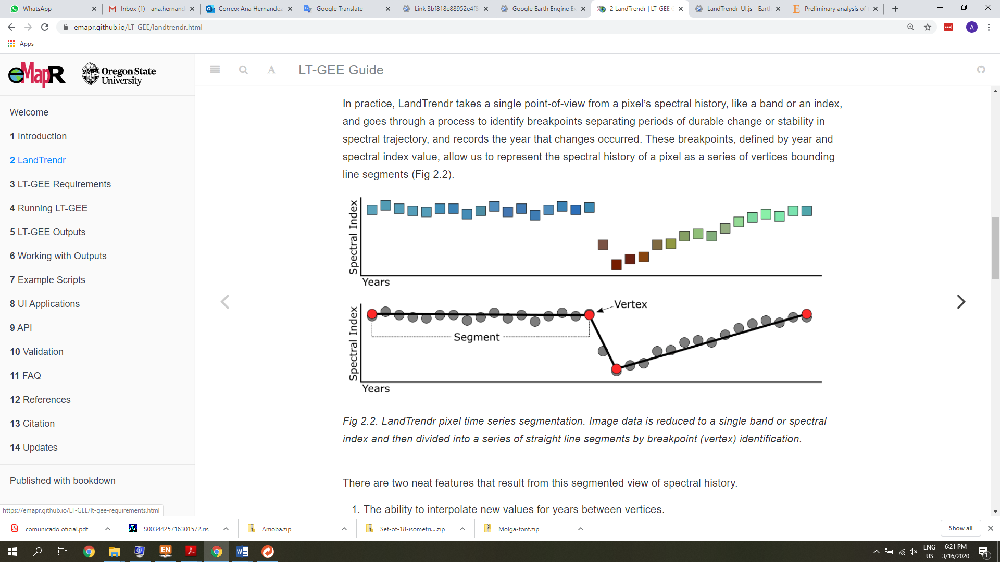 WhatsApp
Inbox (1) - ana.hernand
Correo: Ana Hernandez
Google Translate
Link 3bf818e88952e4f8
Google Earth Engine Ex
2 LandTrendr | LT-GEE G
LandTrendr-UI.js - Earth
Preliminary analysis of
emapr.github.io/LT-GEE/landtrendr.html
A
Apps
eMapR
Oregon State
University
A
LT-GEE Guide
Welcome
1 Introduction
2 LandTrendr
3 LT-GEE Requirements
4 Running LT-GEE
5 LT-GEE Outputs
6 Working with Outputs
7 Example Scripts
8 UI Applications
9 API
10 Validation
11 FAQ
12 References
13 Citation
14 Updates
Published with bookdown
https://emapr.github.io/LT-GEE/lt-gee-requirements.html
In practice, LandTrendr takes a single point-of-view from a pixel’s spectral history, like a band or an index,
and goes through a process to identify breakpoints separating periods of durable change or stability in
spectral trajectory, and records the year that changes occurred. These breakpoints, defined by year and
spectral index value, allow us to represent the spectral history of a pixel as a series of vertices bounding
line segments (Fig 2.2).
Spectral Index
Years
Spectral Index
Vertex
Segment
Years
Fig 2.2. LandTrendr pixel time series segmentation. Image data is reduced to a single band or spectral
index and then divided into a series of straight line segments by breakpoint (vertex) identification.
There are two neat features that result from this segmented view of spectral history.
1. The ability to interpolate new values for years between vertices.
comunicado oficial.pdf
S0034425716301572.ris
Amoba.zip
Set-of-18-isometri....zip
Molga-font.zip
Show all
EN
ENG
US
6:21 PM
3/16/2020
1